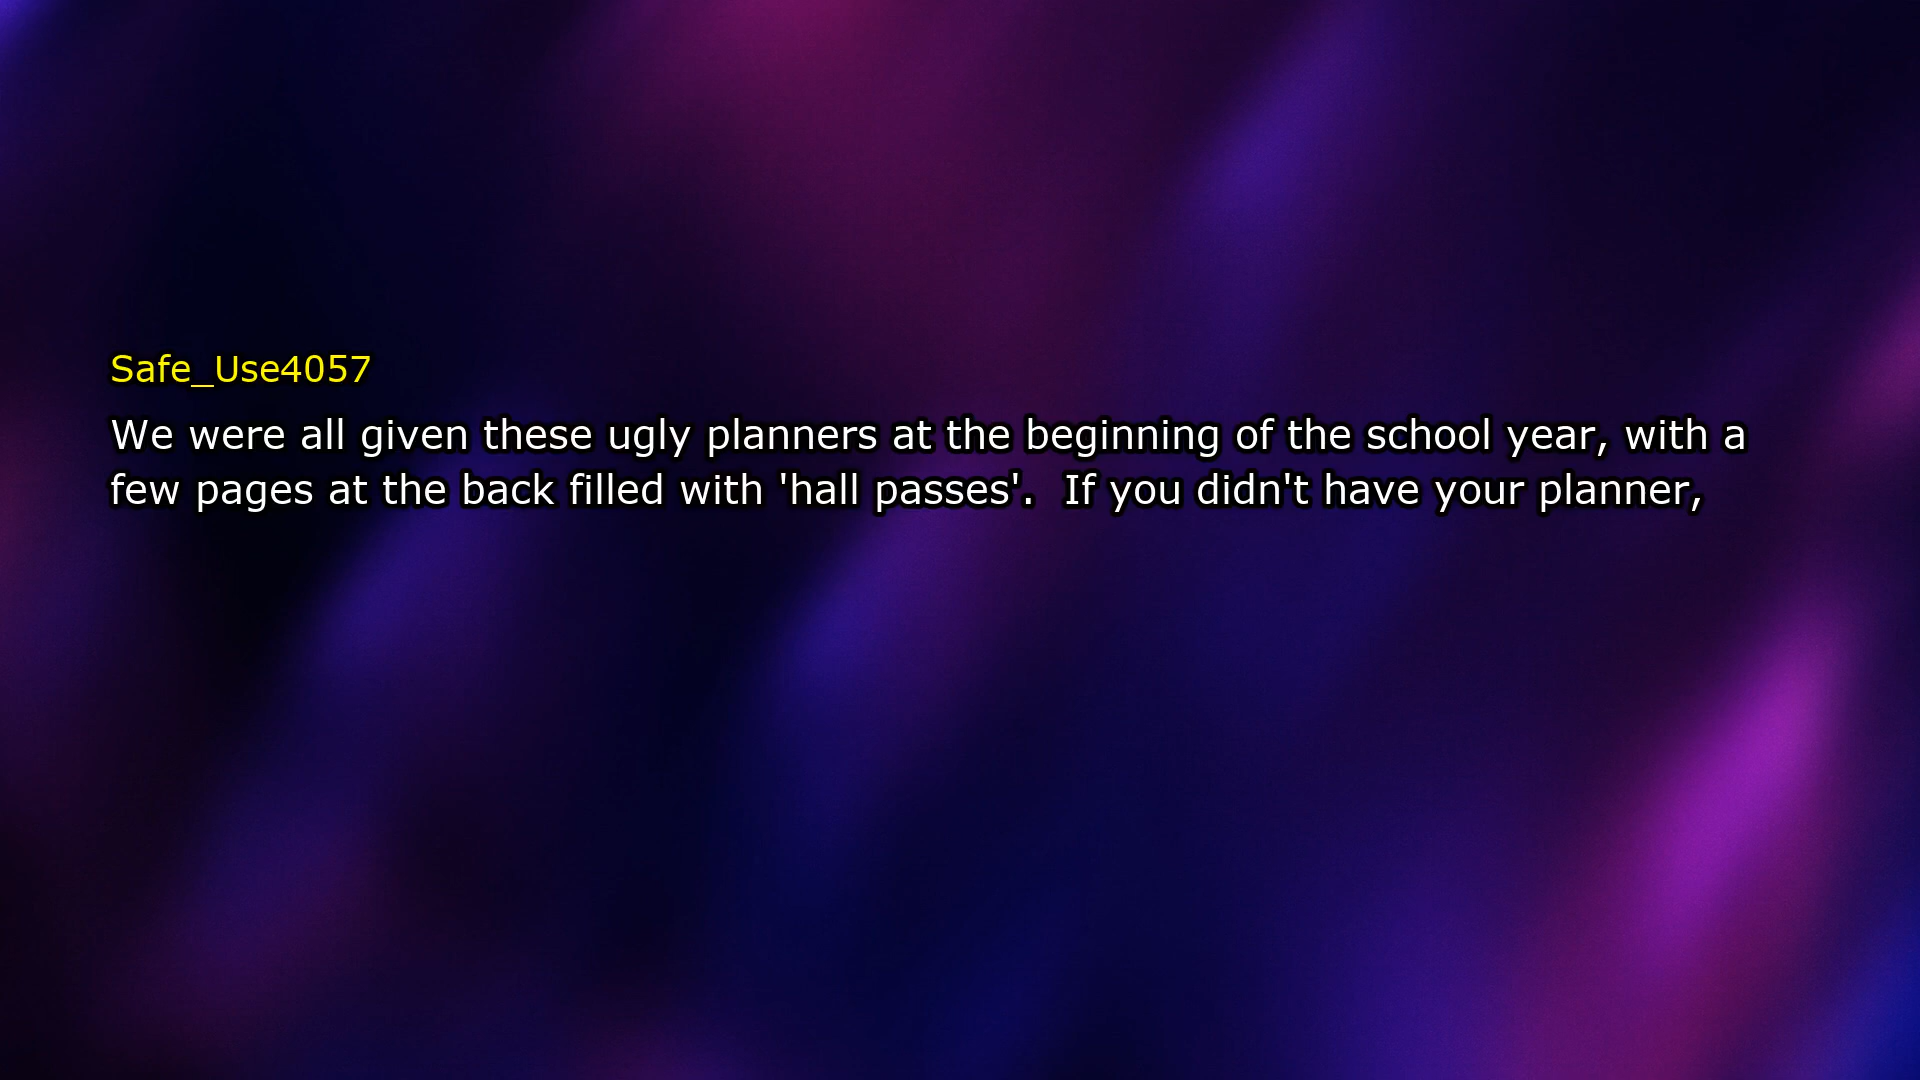 Safe_Use4057
We were all given these ugly planners at the beginning of the school year, with a
few pages at the back filled with 'hall passes'.  If you didn't have your planner,